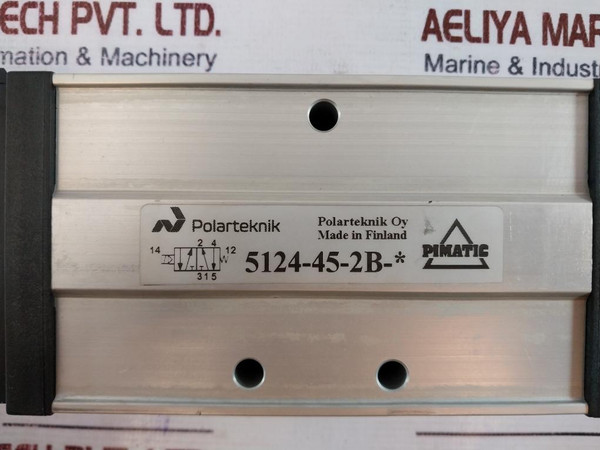 ECH PVT. LTD.
mation & Machinery
AELIYA MAR
Marine & Indust
Polarteknik
Polarteknik Oy
Made in Finland
PIMATIC
14
2 4
12
3 1 5
5124-45-2B-*